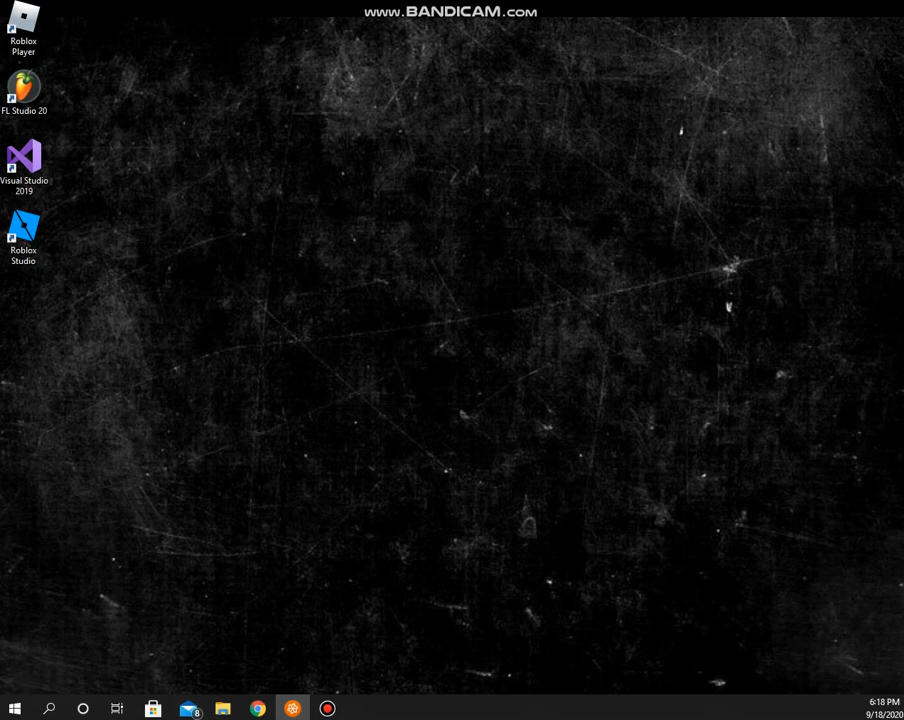 www.BANDICAM.com
Roblox
Player
FL Studio 20
Visual Studio
2019
Roblox
Studio
8
6:18 PM
9/18/2020